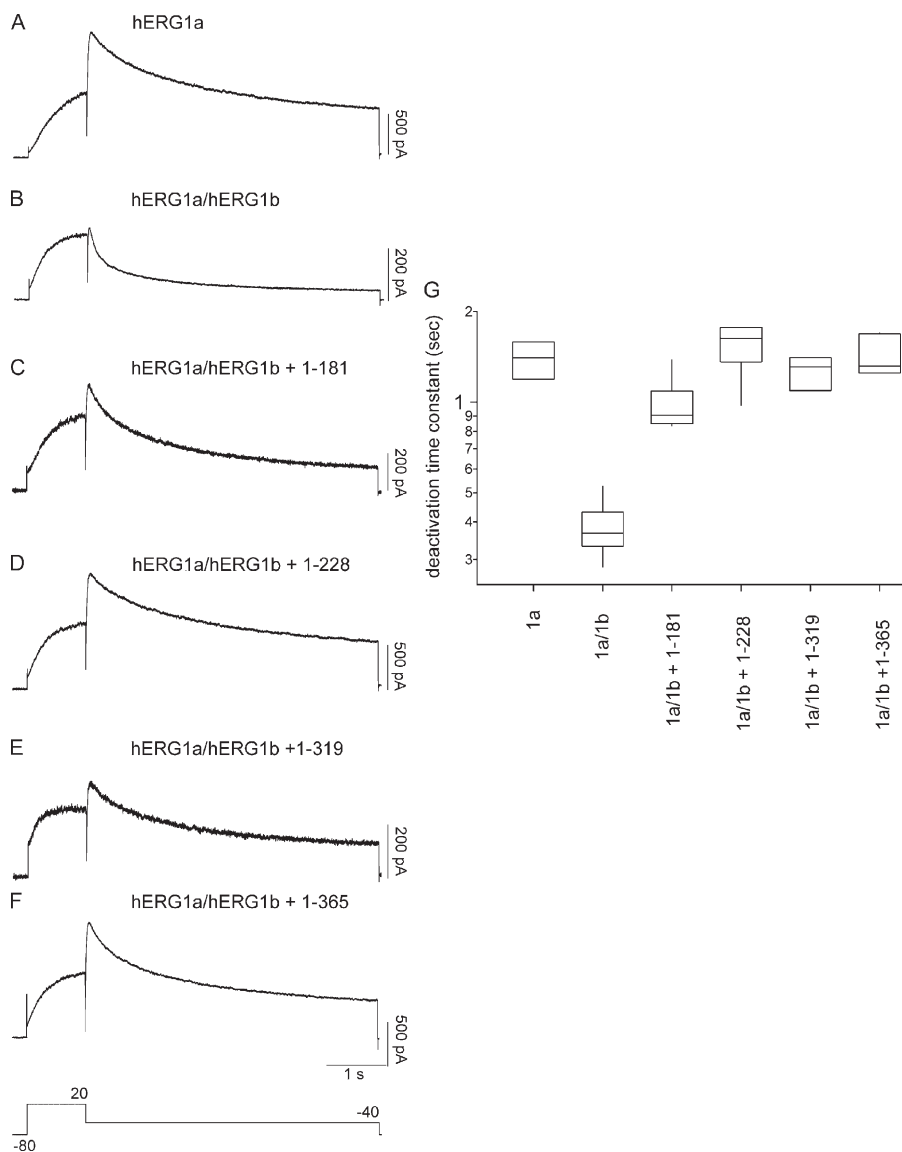 A
hERG1a
500 pA
B
hERG1a/hERG1b
200 pA
C
hERG1a/hERG1b + 1-181
200 pA
D
hERG1a/hERG1b + 1-228
500 pA
E
hERG1a/hERG1b +1-319
200 pA
F
hERG1a/hERG1b + 1-365
500 pA
1 s
20
-40
-80
G
deactivation time constant (sec)
2
1
9
8
7
6
5
4
3
1a
1a/1b
1a/1b + 1-181
1a/1b + 1-228
1a/1b + 1-319
1a/1b +1-365